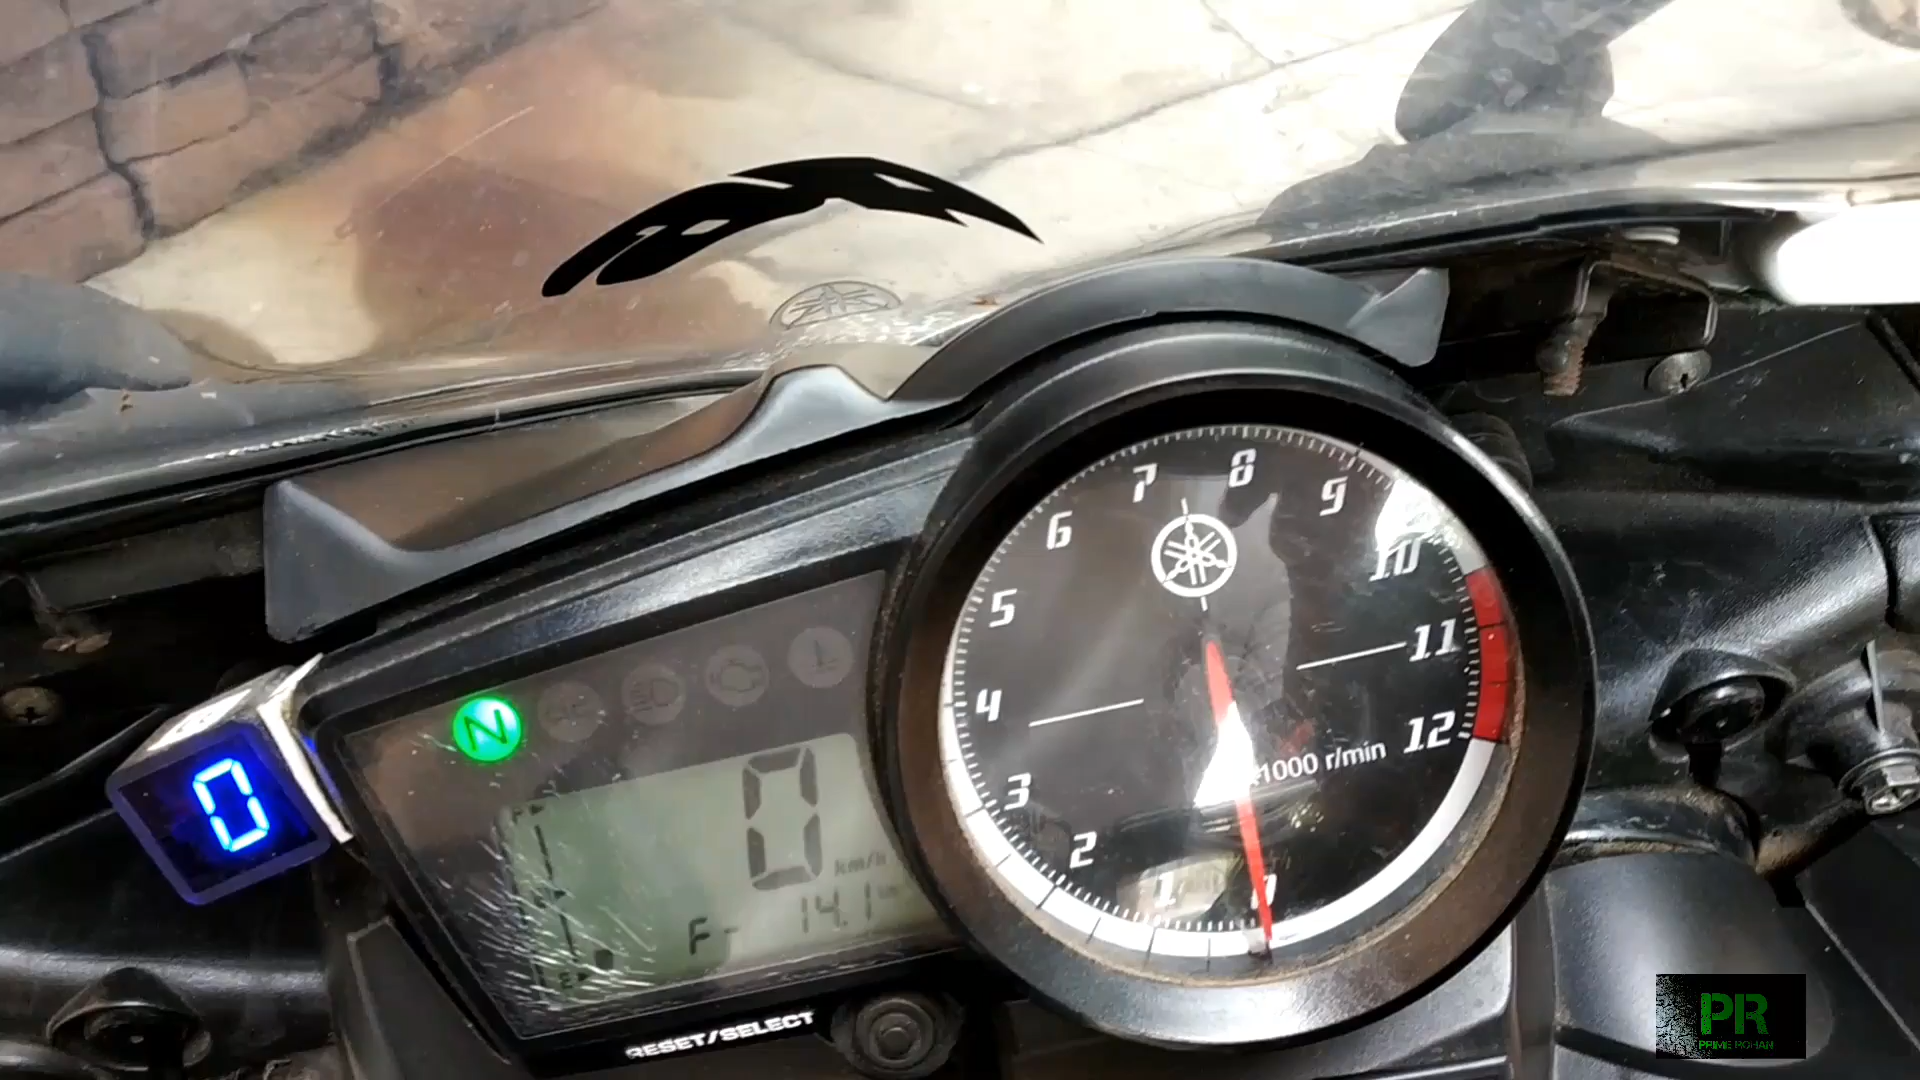 7 8 9
6 10
5 11
4 12
3 2 1
x1000 r/min
N
0
0
km/h
F- 14.1
E
RESET/SELECT
PR
PRIME ROHAN